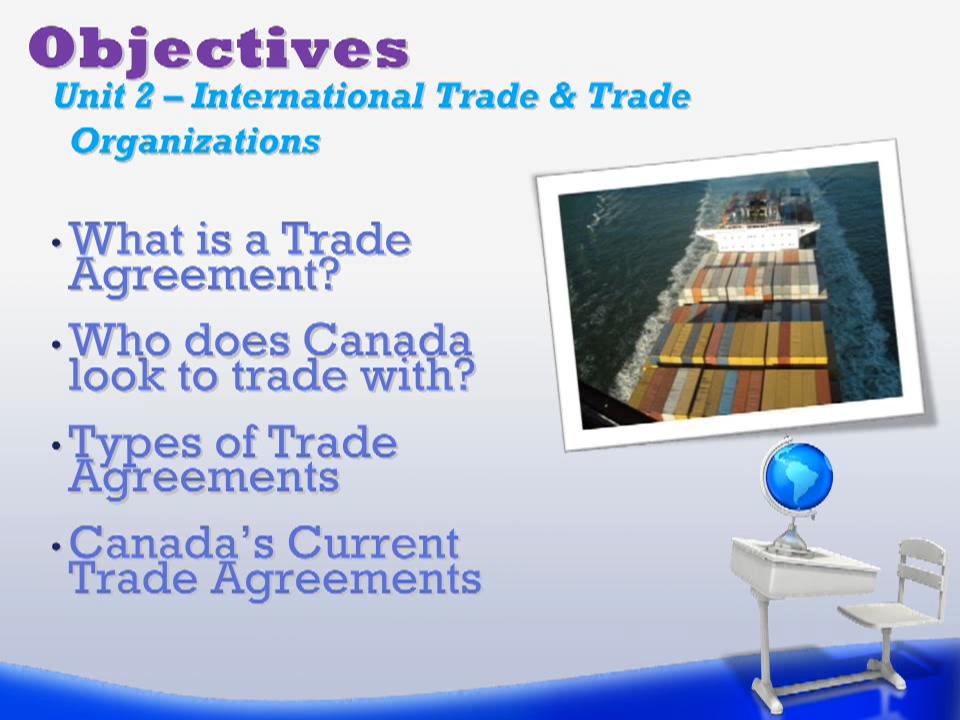 Objectives
Unit 2 – International Trade & Trade
Organizations
• What is a Trade
Agreement?
• Who does Canada
look to trade with?
• Types of Trade
Agreements
• Canada’s Current
Trade Agreements